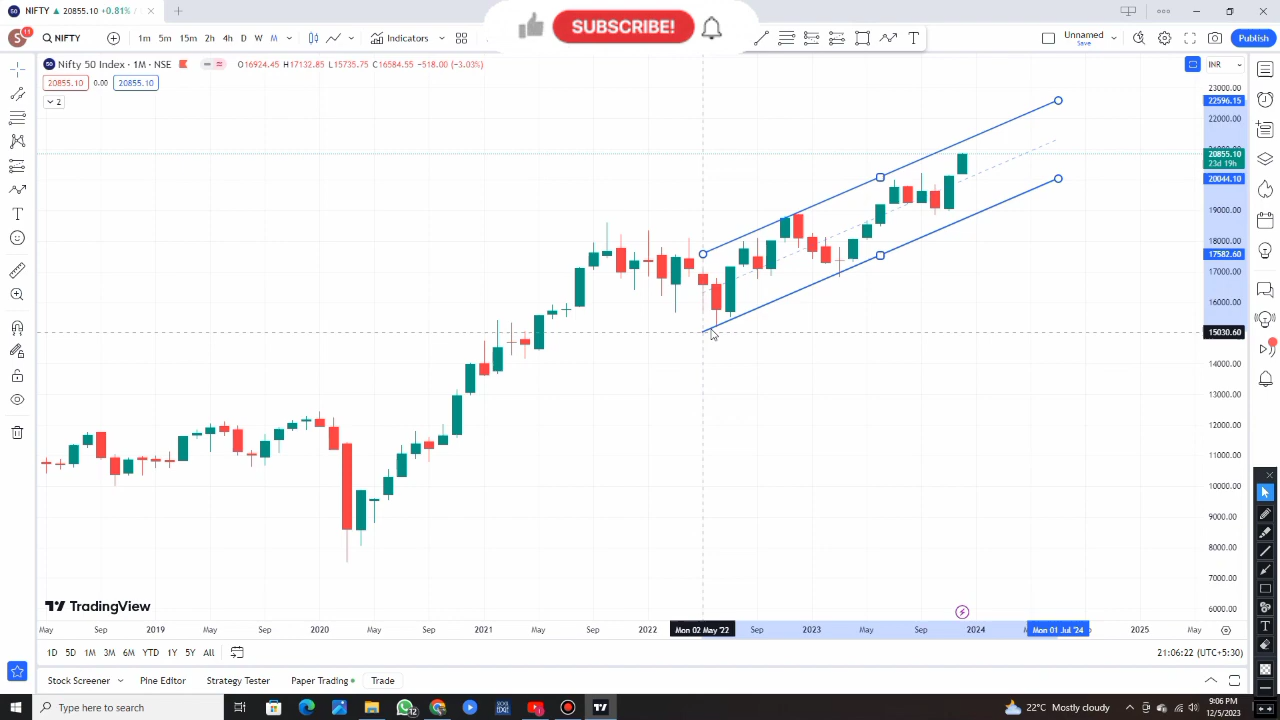 NIFTY ▲ 20855.10 +0.81%
SUBSCRIBE!
S 11 NIFTY 1m 5m 15m 2h 4h D W M Indicators T Unnamed Save Publish
50 Nifty 50 Index · 1M · NSE O16924.45 H17132.85 L15735.75 C16584.55 -518.00 (-3.03%)
INR
20855.10 0.00 20855.10
2
23000.00
22596.15
22000.00
20855.10
23d 19h
20044.10
19000.00
18000.00
17582.60
17000.00
16000.00
15030.60
14000.00
13000.00
12000.00
11000.00
10000.00
9000.00
8000.00
7000.00
6000.00
TradingView
May Sep 2019 May Sep 2020 May Sep 2021 May Sep 2022 Mon 02 May '22 Sep 2023 May Sep 2024 Mon 01 Jul '24 2025 May
1D 5D 1M 3M 6M YTD 1Y 5Y All
21:06:22 (UTC+5:30)
Stock Screener Pine Editor Strategy Tester Paper Trading Trade
Type here to search
22°C Mostly cloudy
9:06 PM
12/5/2023